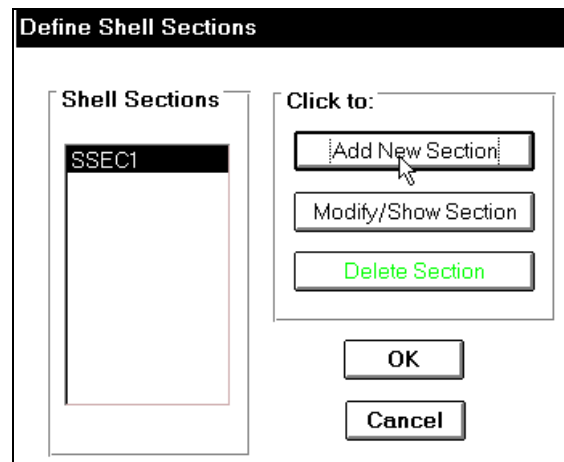 Define Shell Sections
Shell Sections
SSEC1
Click to:
Add New Section
Modify/Show Section
Delete Section
OK
Cancel